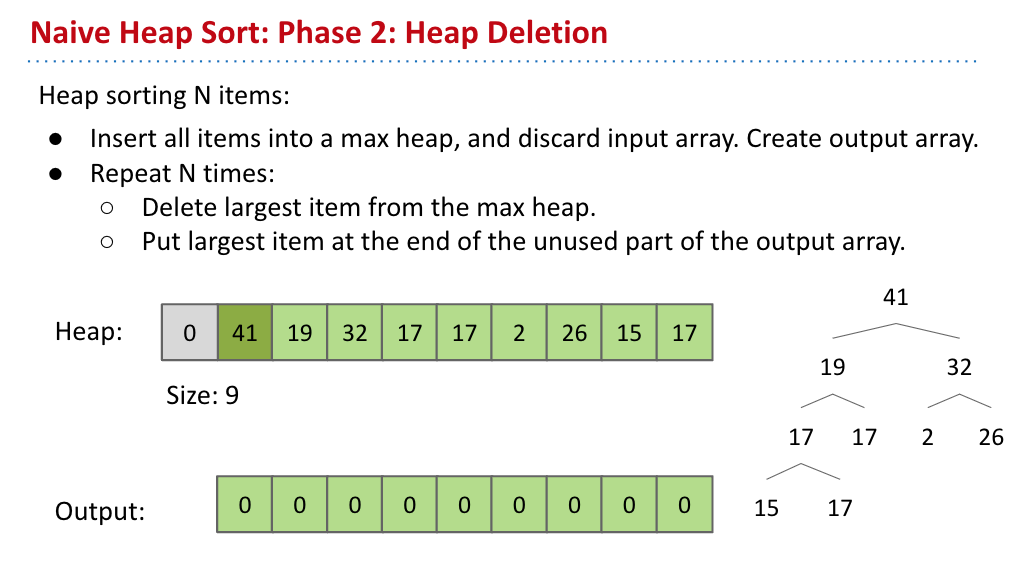 Naive Heap Sort: Phase 2: Heap Deletion
Heap sorting N items:
● Insert all items into a max heap, and discard input array. Create output array.
● Repeat N times:
○ Delete largest item from the max heap.
○ Put largest item at the end of the unused part of the output array.
Heap: 0 41 19 32 17 17 2 26 15 17
Size: 9
Output: 0 0 0 0 0 0 0 0 0
41
19 32
17 17 2 26
15 17